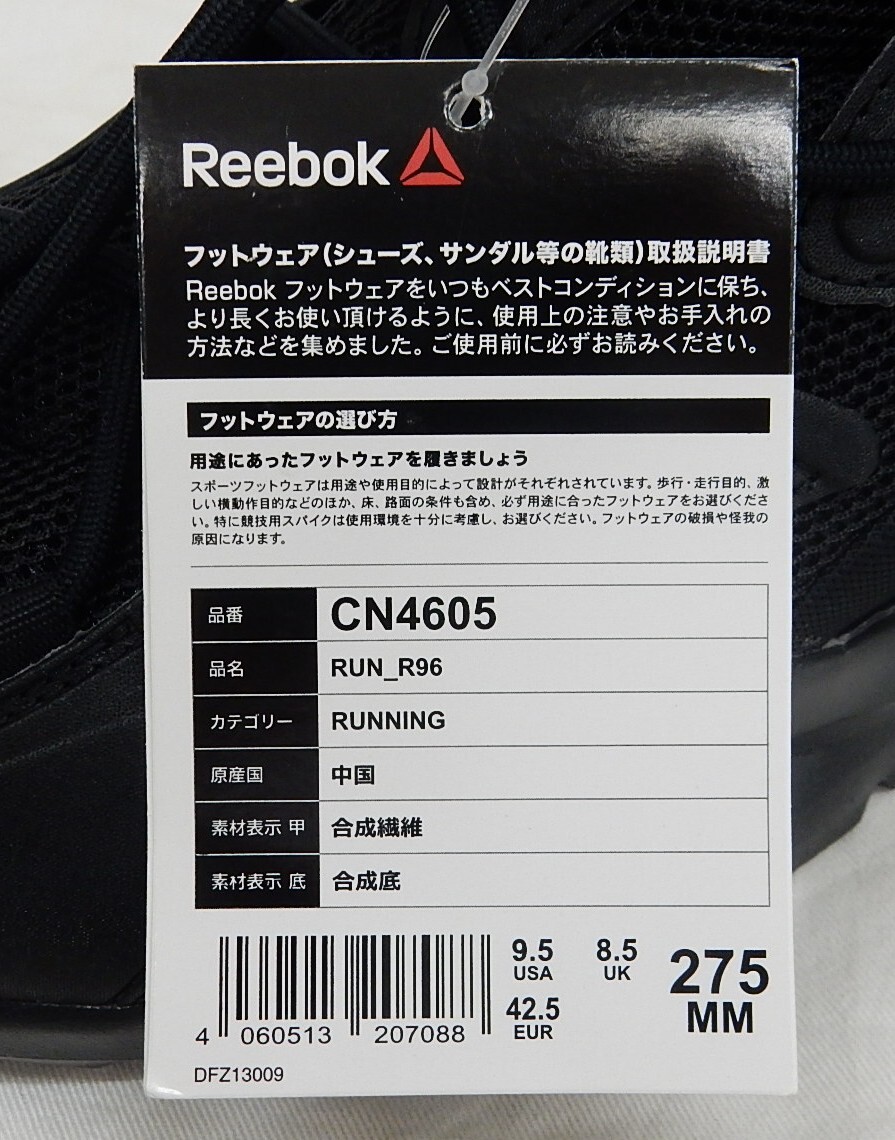 Reebok
フットウェア(シューズ、サンダル等の靴類)取扱説明書
Reebok フットウェアをいつもベストコンディションに保ち、
より長くお使い頂けるように、使用上の注意やお手入れの
方法などを集めました。ご使用前に必ずお読みください。
フットウェアの選び方
用途にあったフットウェアを履きましょう
スポーツフットウェアは用途や使用目的によって設計がそれぞれされています。歩行・走行目的、激
しい横動作目的などのほか、床、路面の条件も含め、必ず用途に合ったフットウェアをお選びくださ
い。特に競技用スパイクは使用環境を十分に考慮し、お選びください。フットウェアの破損や怪我の
原因になります。
品番 CN4605
品名 RUN_R96
カテゴリー RUNNING
原産国 中国
素材表示 甲 合成繊維
素材表示 底 合成底
9.5 USA 8.5 UK 275 MM
42.5 EUR
4 060513 207088
DFZ13009